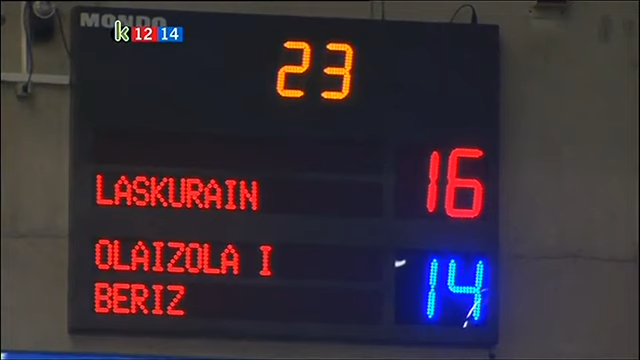 MONDO
k 12 14
23
LASKURAIN 16
OLAIZOLA I 14
BERIZ